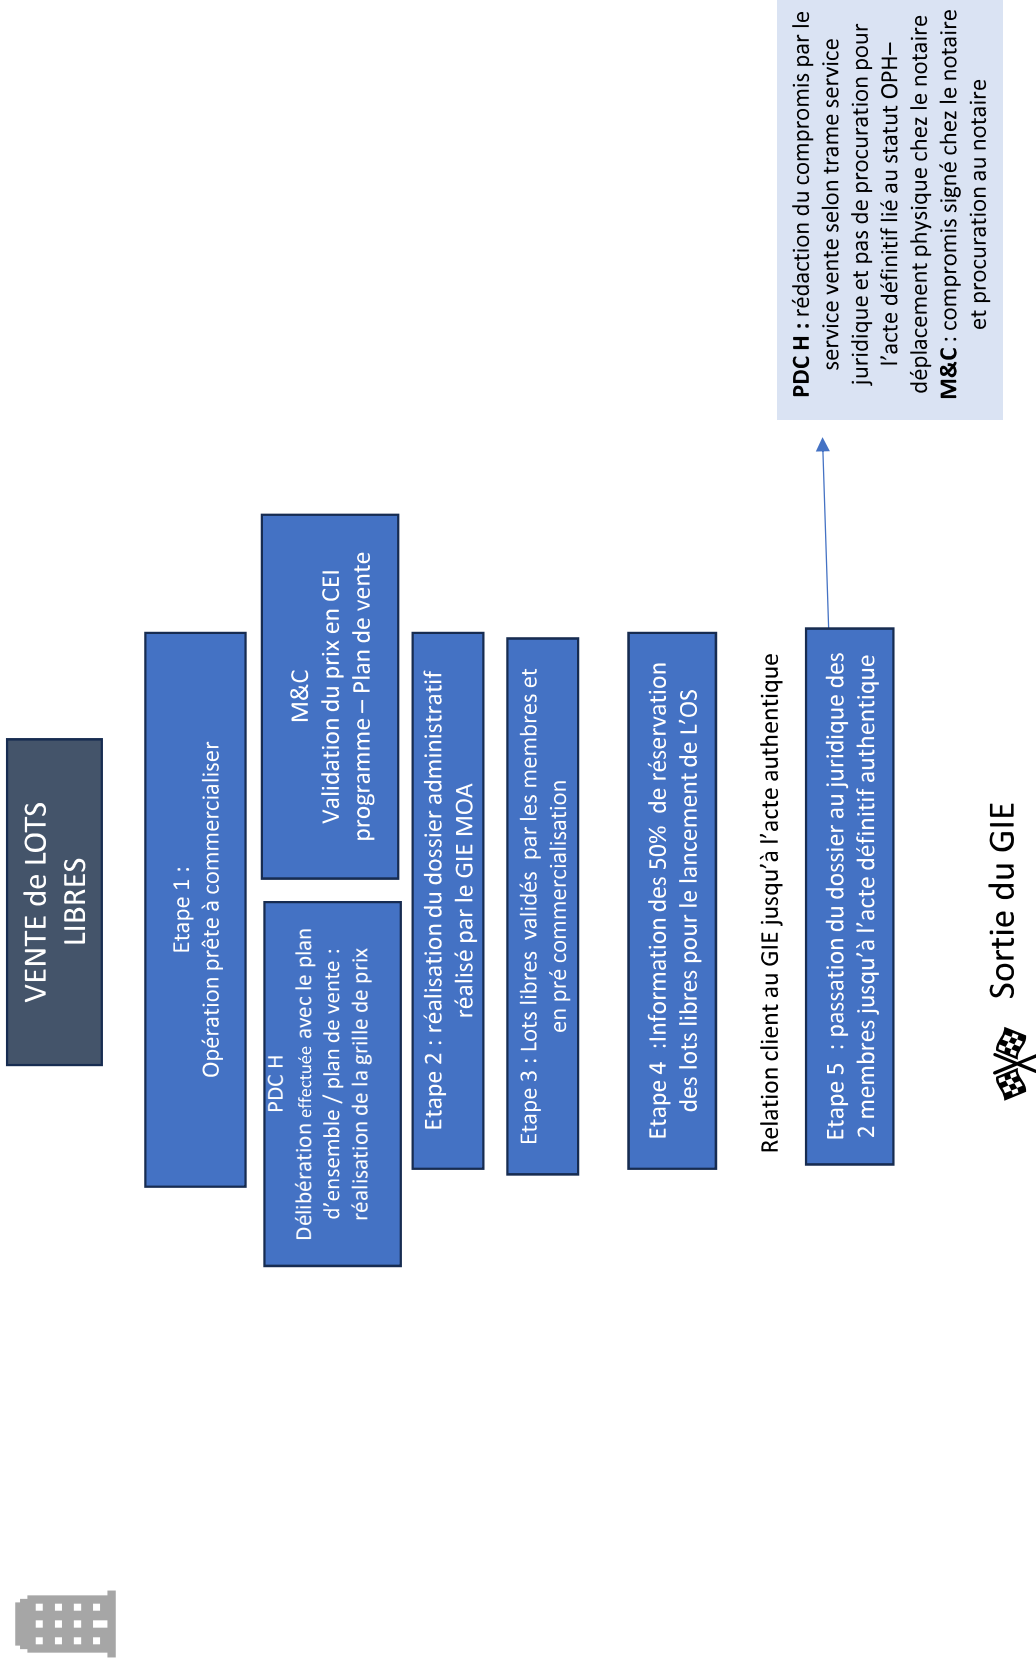 VENTE de LOTS
LIBRES
Etape 1 :
Opération prête à commercialiser
PDC H
Délibération effectuée avec le plan
d’ensemble / plan de vente :
réalisation de la grille de prix
M&C
Validation du prix en CEI
programme – Plan de vente
Etape 2 : réalisation du dossier administratif
réalisé par le GIE MOA
Etape 3 : Lots libres validés par les membres et
en pré commercialisation
Etape 4 :Information des 50% de réservation
des lots libres pour le lancement de L’OS
Relation client au GIE jusqu’à l’acte authentique
Etape 5 : passation du dossier au juridique des
2 membres jusqu’à l’acte définitif authentique
PDC H : rédaction du compromis par le
service vente selon trame service
juridique et pas de procuration pour
l’acte définitif lié au statut OPH–
déplacement physique chez le notaire
M&C : compromis signé chez le notaire
et procuration au notaire
Sortie du GIE